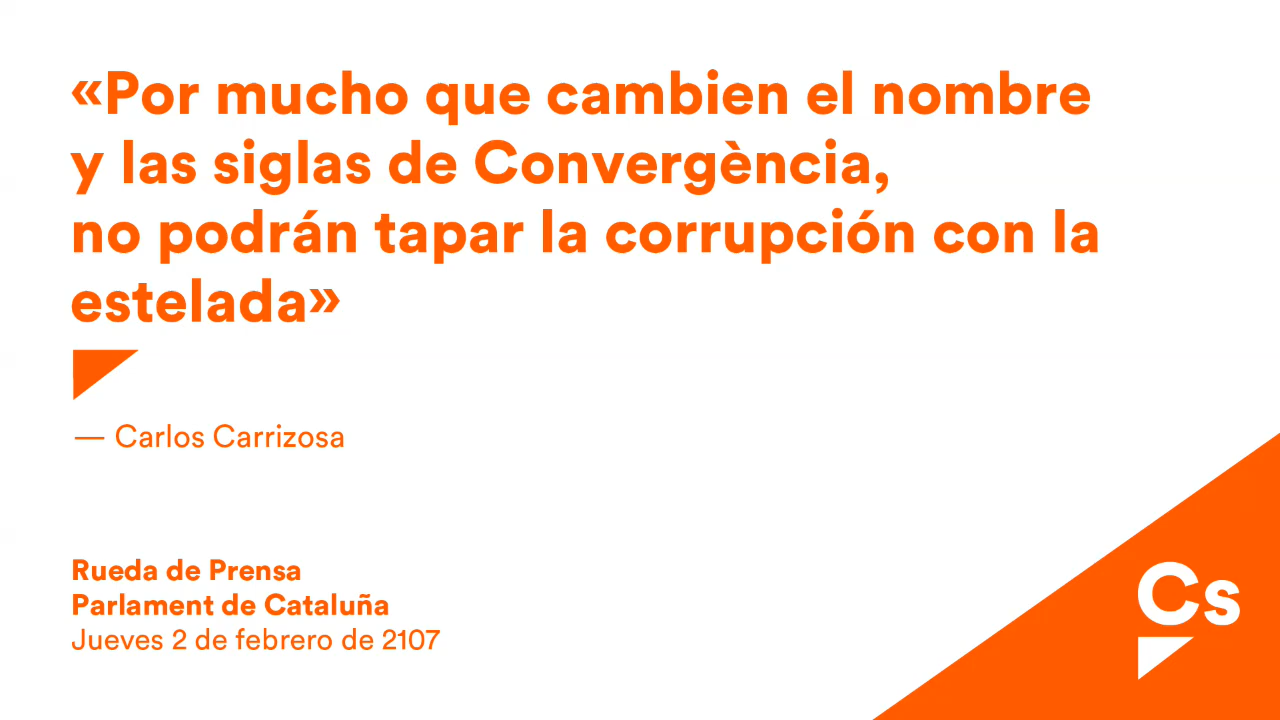 «Por mucho que cambien el nombre
y las siglas de Convergència,
no podrán tapar la corrupción con la
estelada»
— Carlos Carrizosa
Rueda de Prensa
Parlament de Cataluña
Jueves 2 de febrero de 2107
Cs